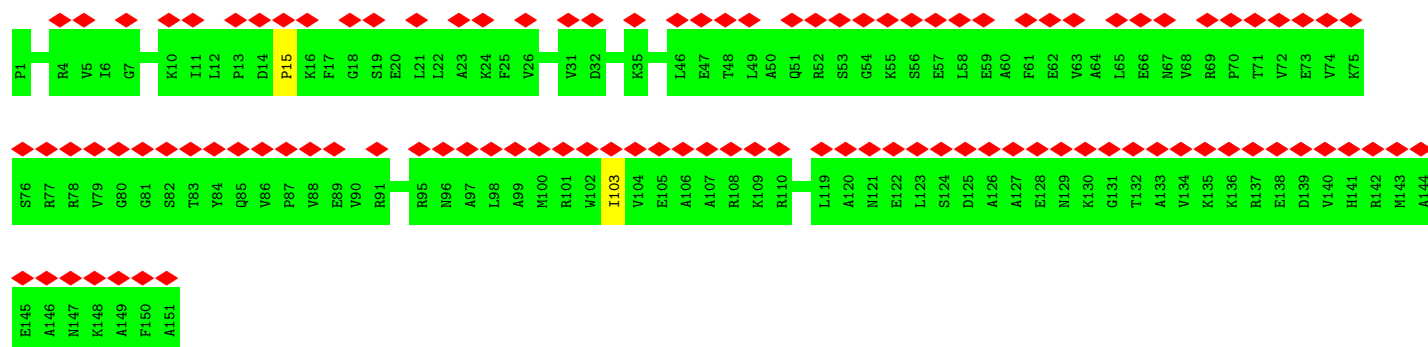 P1 R4 V5 I6 G7 K10 I11 L12 P13 D14 P15 K16 F17 G18 S19 E20 L21 L22 A23 K24 F25 V26 V31 D32 K35 L46 E47 T48 L49 A50 Q51 R52 S53 G54 K55 S56 E57 L58 E59 A60 F61 E62 V63 A64 L65 E66 N67 V68 R69 P70 T71 V72 E73 V74 K75
S76 R77 R78 V79 G80 G81 S82 T83 Y84 Q85 V86 P87 V88 E89 V90 R91 R95 N96 A97 L98 A99 M100 R101 W102 I103 V104 E105 A106 A107 R108 K109 R110 L119 A120 N121 E122 L123 S124 D125 A126 A127 E128 N129 K130 G131 T132 A133 V134 K135 K136 R137 E138 D139 V140 H141 R142 M143 A144
E145 A146 N147 K148 A149 F150 A151